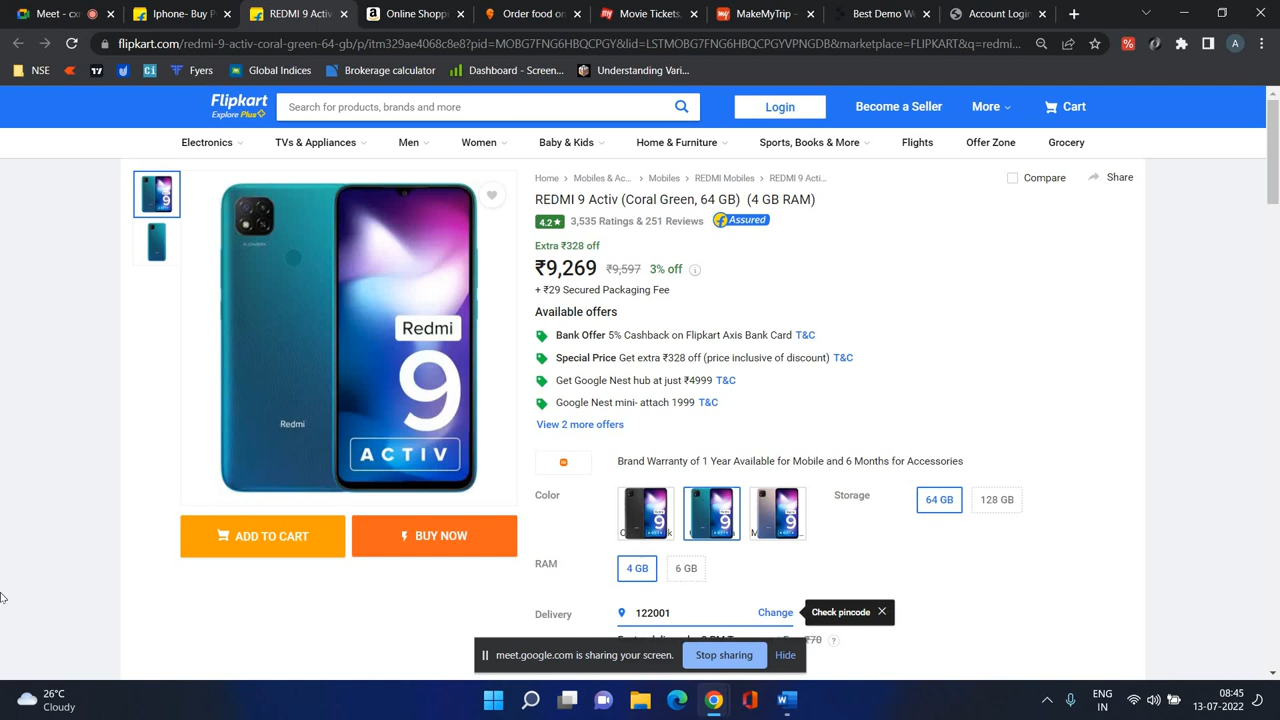 Meet - cx
Iphone- Buy P
REDMI 9 Activ
Online Shopp
Order food on
Movie Tickets,
MakeMyTrip -
Best Demo We
Account Login
flipkart.com/redmi-9-activ-coral-green-64-gb/p/itm329ae4068c8e8?pid=MOBG7FNG6HBQCPGY&lid=LSTMOBG7FNG6HBQCPGYVPNGDB&marketplace=FLIPKART&q=redmi...
A
NSE
Fyers
Global Indices
Brokerage calculator
Dashboard - Screen...
Understanding Vari...
Flipkart
Explore Plus
Search for products, brands and more
Login
Become a Seller
More
Cart
Electronics
TVs & Appliances
Men
Women
Baby & Kids
Home & Furniture
Sports, Books & More
Flights
Offer Zone
Grocery
Home
Mobiles & Ac...
Mobiles
REDMI Mobiles
REDMI 9 Acti...
Compare
Share
REDMI 9 Activ (Coral Green, 64 GB) (4 GB RAM)
4.2★ 3,535 Ratings & 251 Reviews Assured
Extra ₹328 off
₹9,269 ₹9,597 3% off
+ ₹29 Secured Packaging Fee
Available offers
Bank Offer 5% Cashback on Flipkart Axis Bank Card T&C
Special Price Get extra ₹328 off (price inclusive of discount) T&C
Get Google Nest hub at just ₹4999 T&C
Google Nest mini- attach 1999 T&C
View 2 more offers
Redmi
9
ACTIV
Redmi
Brand Warranty of 1 Year Available for Mobile and 6 Months for Accessories
Color
Storage
64 GB
128 GB
ADD TO CART
BUY NOW
RAM
4 GB
6 GB
Delivery
122001
Change
Check pincode
₹70
meet.google.com is sharing your screen.
Stop sharing
Hide
26°C
Cloudy
ENG
IN
08:45
13-07-2022